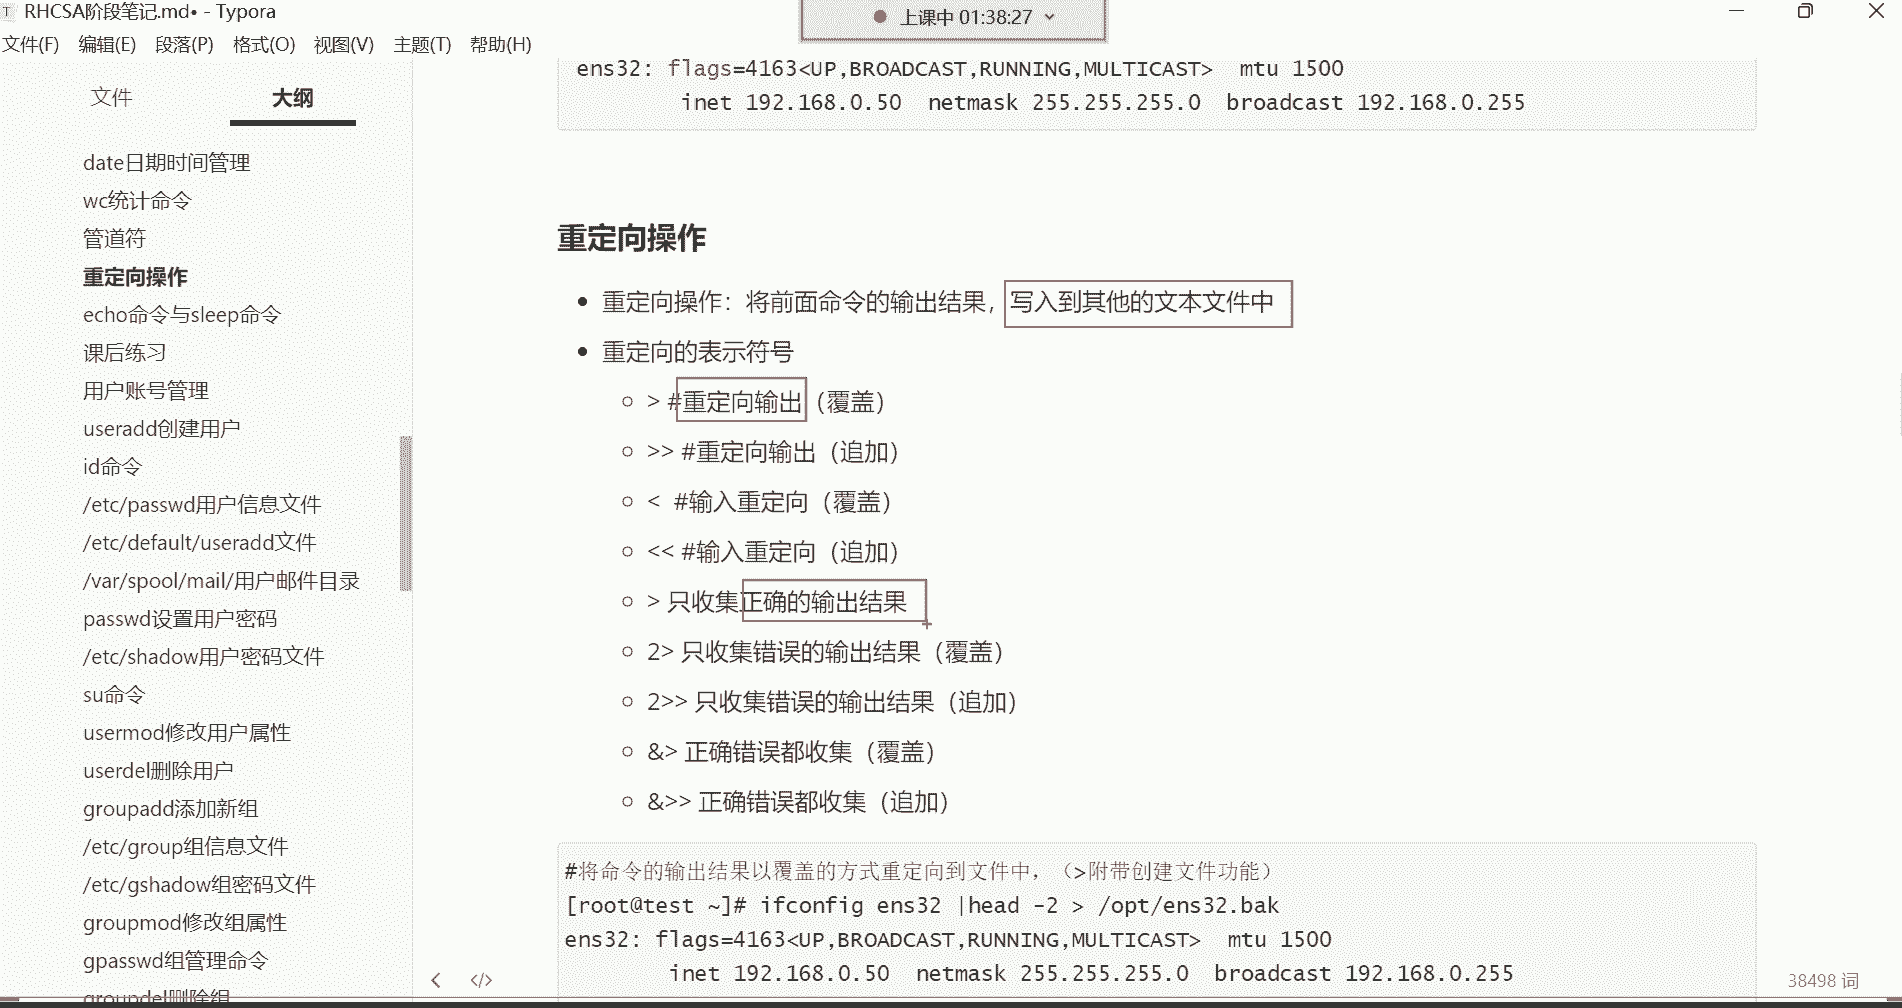 RHCSA阶段笔记.md• - Typora
上课中 01:38:27
文件(F) 编辑(E) 段落(P) 格式(O) 视图(V) 主题(T) 帮助(H)
文件 大纲
date日期时间管理
wc统计命令
管道符
重定向操作
echo命令与sleep命令
课后练习
用户账号管理
useradd创建用户
id命令
/etc/passwd用户信息文件
/etc/default/useradd文件
/var/spool/mail/用户邮件目录
passwd设置用户密码
/etc/shadow用户密码文件
su命令
usermod修改用户属性
userdel删除用户
groupadd添加新组
/etc/group组信息文件
/etc/gshadow组密码文件
groupmod修改组属性
gpasswd组管理命令
groupdel删除组
ens32: flags=4163<UP,BROADCAST,RUNNING,MULTICAST>  mtu 1500
inet 192.168.0.50  netmask 255.255.255.0  broadcast 192.168.0.255
重定向操作
重定向操作：将前面命令的输出结果，写入到其他的文本文件中
重定向的表示符号
> #重定向输出（覆盖）
>> #重定向输出（追加）
< #输入重定向（覆盖）
<< #输入重定向（追加）
> 只收集正确的输出结果
2> 只收集错误的输出结果（覆盖）
2>> 只收集错误的输出结果（追加）
&> 正确错误都收集（覆盖）
&>> 正确错误都收集（追加）
#将命令的输出结果以覆盖的方式重定向到文件中，（>附带创建文件功能）
[root@test ~]# ifconfig ens32 |head -2 > /opt/ens32.bak
ens32: flags=4163<UP,BROADCAST,RUNNING,MULTICAST>  mtu 1500
inet 192.168.0.50  netmask 255.255.255.0  broadcast 192.168.0.255
38498 词